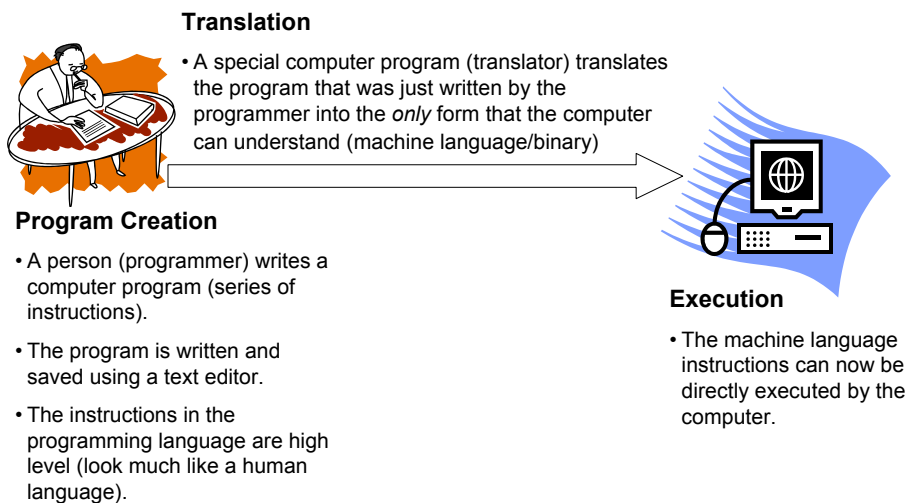 Translation
• A special computer program (translator) translates
the program that was just written by the
programmer into the only form that the computer
can understand (machine language/binary)
Program Creation
• A person (programmer) writes a
computer program (series of
instructions).
• The program is written and
saved using a text editor.
• The instructions in the
programming language are high
level (look much like a human
language).
Execution
• The machine language
instructions can now be
directly executed by the
computer.